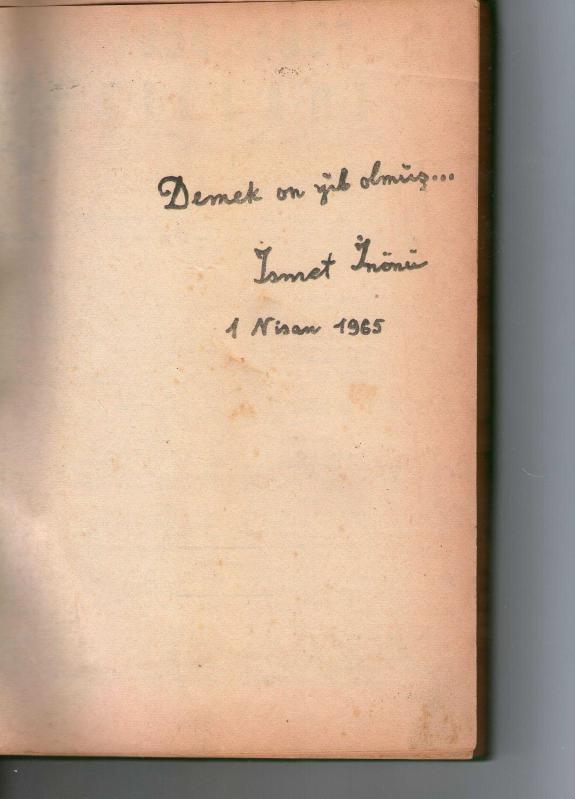 Demek on yıl olmuş...
İsmet İnönü
1 Nisan 1965